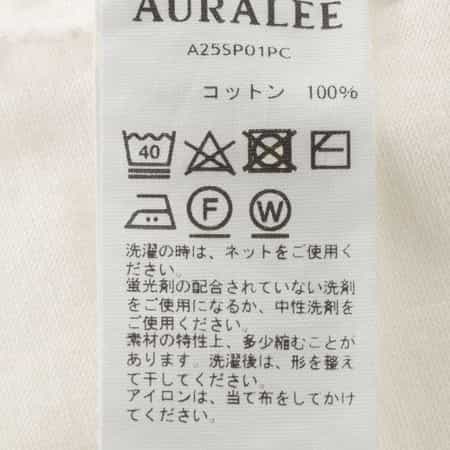 AURALEE
A25SP01PC
コットン 100%
40
F W
洗濯の時は、ネットをご使用く
ださい。
蛍光剤の配合されていない洗剤
をご使用になるか、中性洗剤を
ご使用ください。
素材の特性上、多少縮むことが
あります。洗濯後は、形を整え
て干してください。
アイロンは、当て布をしてかけ
てください。